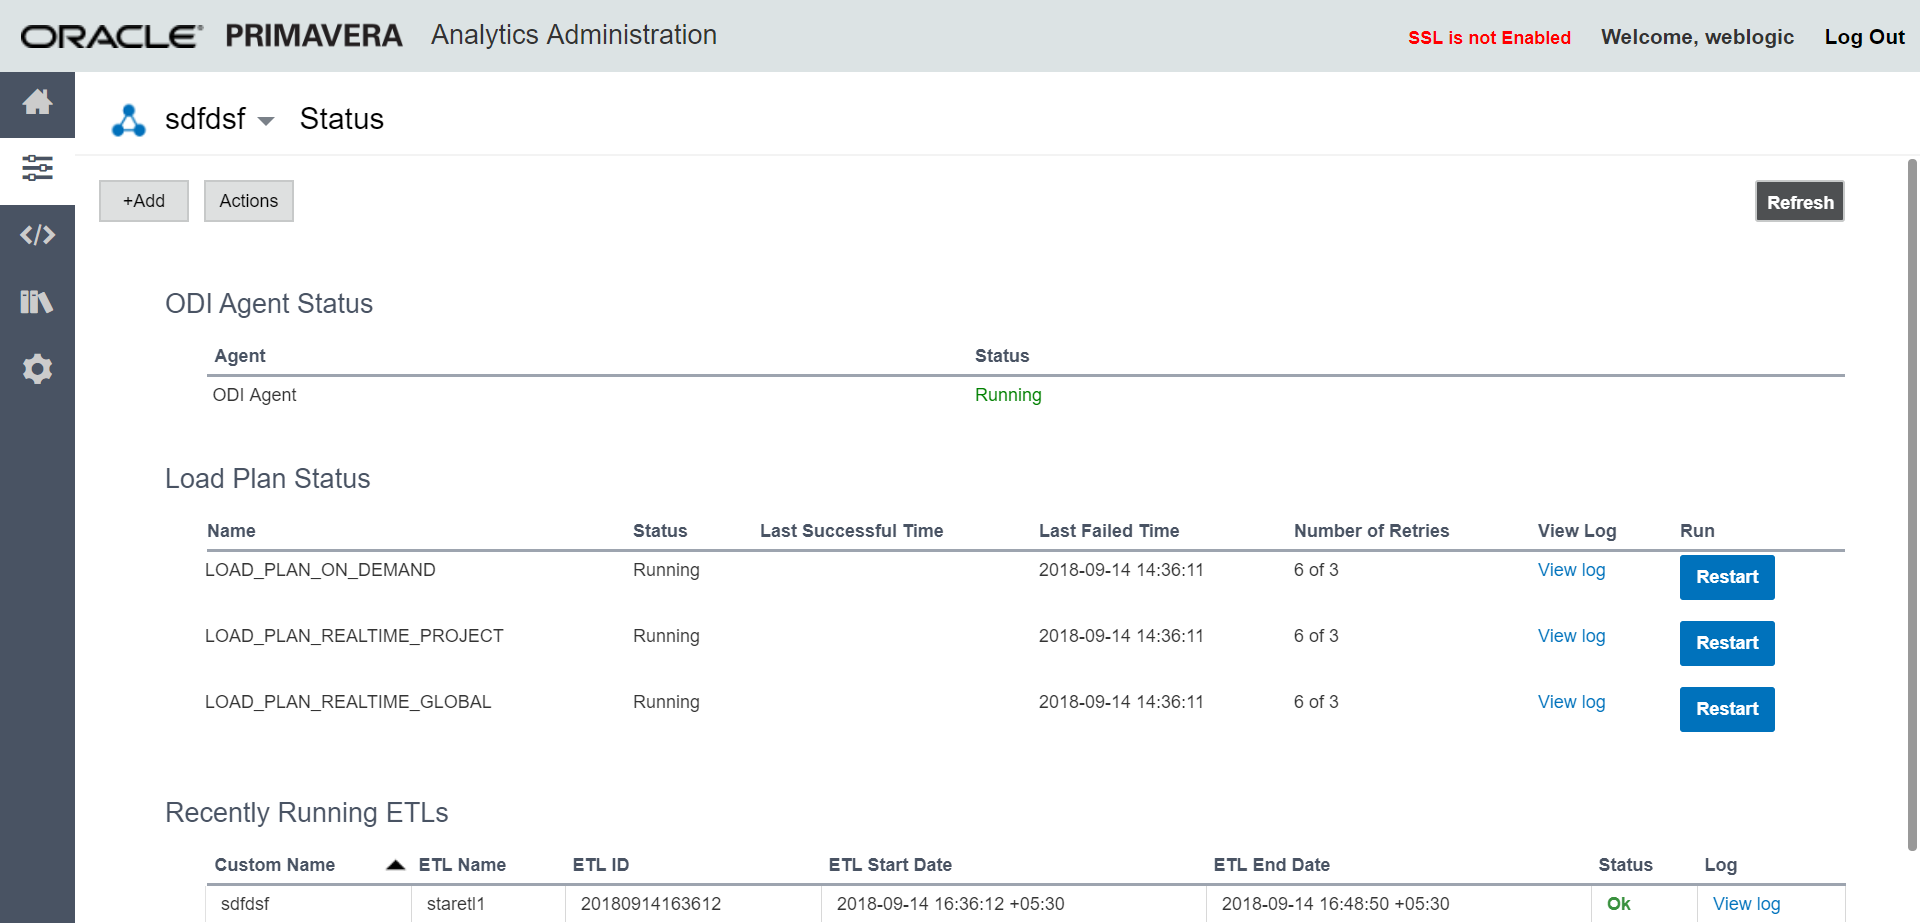 ORACLE® PRIMAVERA Analytics Administration SSL is not Enabled Welcome, weblogic Log Out
sdfdsf Status
+Add Actions Refresh
ODI Agent Status
Agent Status
ODI Agent Running
Load Plan Status
Name Status Last Successful Time Last Failed Time Number of Retries View Log Run
LOAD_PLAN_ON_DEMAND Running 2018-09-14 14:36:11 6 of 3 View log Restart
LOAD_PLAN_REALTIME_PROJECT Running 2018-09-14 14:36:11 6 of 3 View log Restart
LOAD_PLAN_REALTIME_GLOBAL Running 2018-09-14 14:36:11 6 of 3 View log Restart
Recently Running ETLs
Custom Name ETL Name ETL ID ETL Start Date ETL End Date Status Log
sdfdsf staretl1 20180914163612 2018-09-14 16:36:12 +05:30 2018-09-14 16:48:50 +05:30 Ok View log